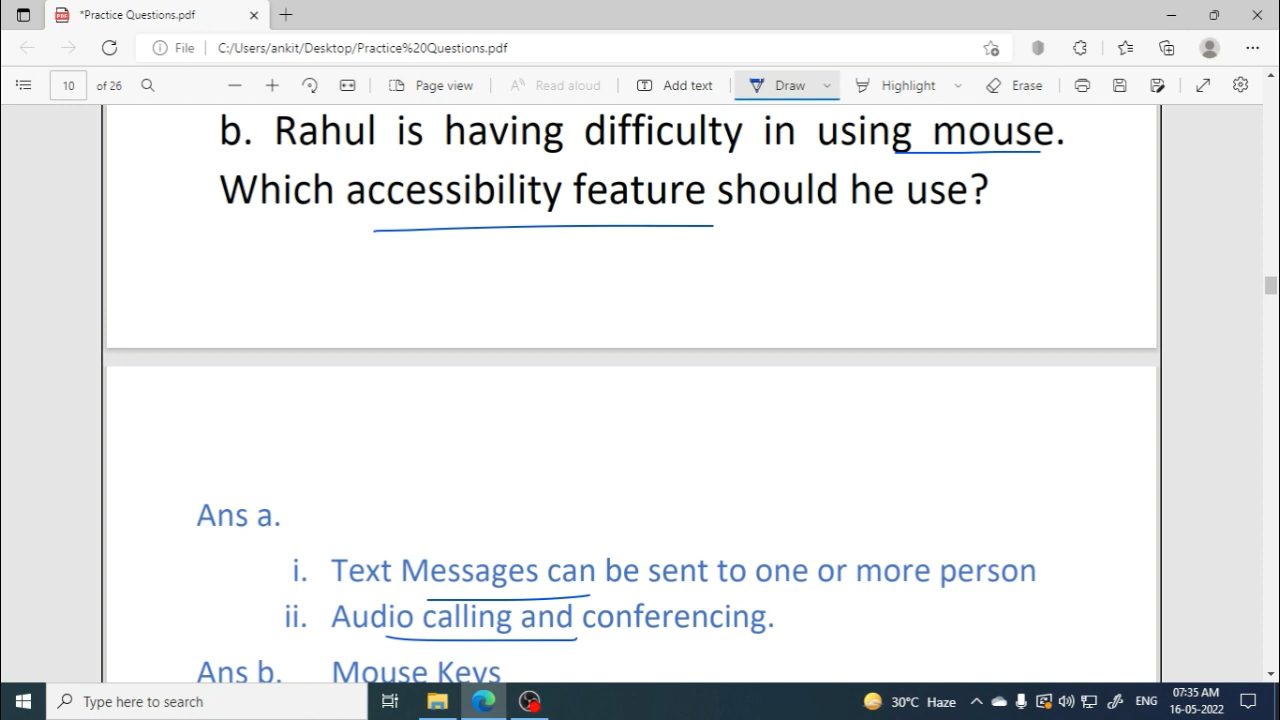 *Practice Questions.pdf
File C:/Users/ankit/Desktop/Practice%20Questions.pdf
10 of 26 Page view Read aloud Add text Draw Highlight Erase
b. Rahul is having difficulty in using mouse.
Which accessibility feature should he use?
Ans a.
i. Text Messages can be sent to one or more person
ii. Audio calling and conferencing.
Ans b. Mouse Keys
Type here to search 30°C Haze ENG 07:35 AM
16-05-2022